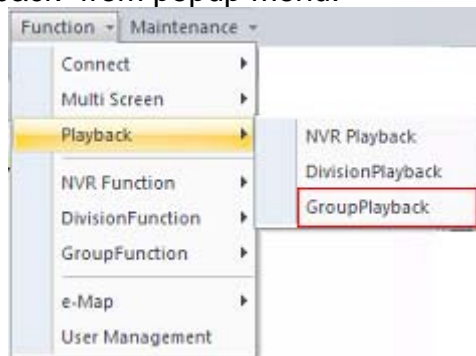 back" from popup menu.
Function Maintenance
Connect
Multi Screen
Playback
NVR Playback
DivisionPlayback
GroupPlayback
NVR Function
DivisionFunction
GroupFunction
e-Map
User Management